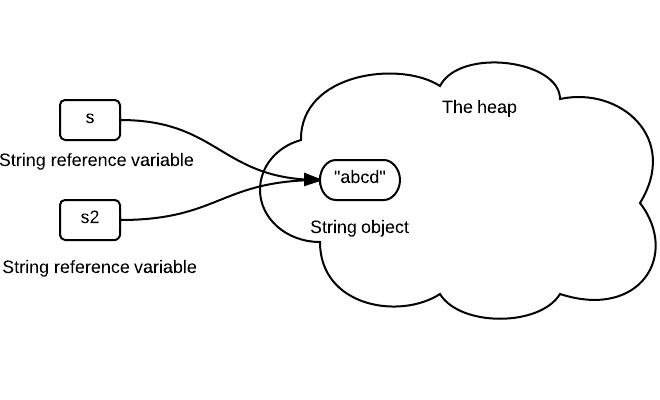 The heap
s
String reference variable
"abcd"
s2
String object
String reference variable